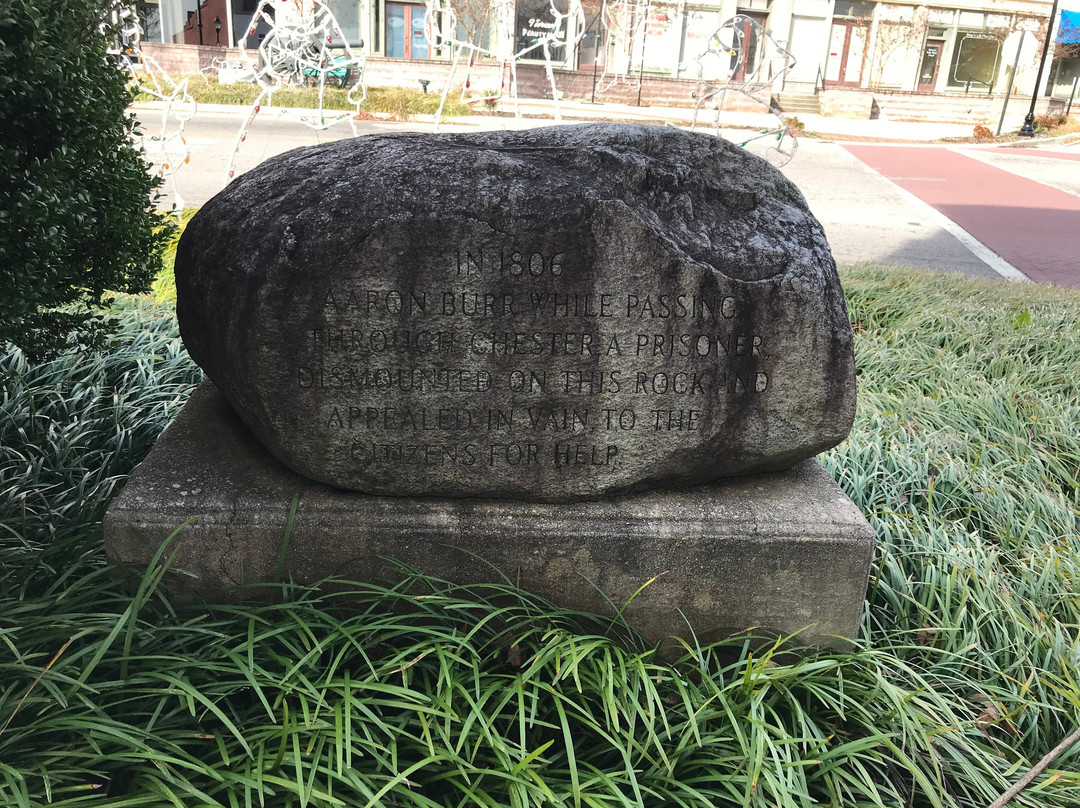 IN 1806
AARON BURR WHILE PASSING
THROUGH CHESTER A PRISONER
DISMOUNTED ON THIS ROCK AND
APPEALED IN VAIN TO THE
CITIZENS FOR HELP.